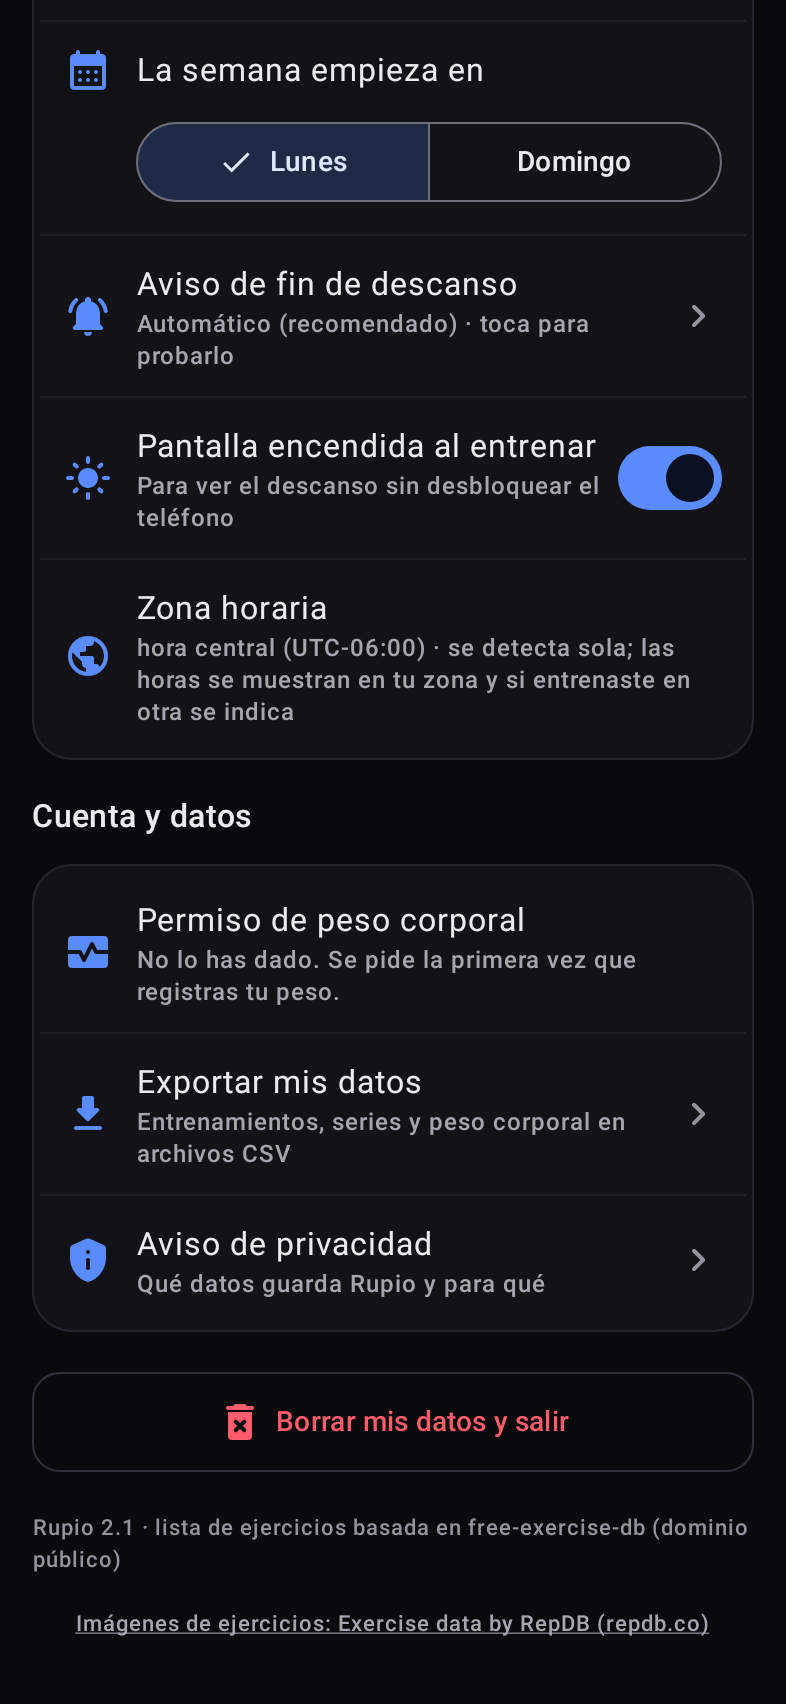 La semana empieza en
Lunes
Domingo
Aviso de fin de descanso
Automático (recomendado) · toca para
probarlo
Pantalla encendida al entrenar
Para ver el descanso sin desbloquear el
teléfono
Zona horaria
hora central (UTC-06:00) · se detecta sola; las
horas se muestran en tu zona y si entrenaste en
otra se indica
Cuenta y datos
Permiso de peso corporal
No lo has dado. Se pide la primera vez que
registras tu peso.
Exportar mis datos
Entrenamientos, series y peso corporal en
archivos CSV
Aviso de privacidad
Qué datos guarda Rupio y para qué
Borrar mis datos y salir
Rupio 2.1 · lista de ejercicios basada en free-exercise-db (dominio
público)
Imágenes de ejercicios: Exercise data by RepDB (repdb.co)